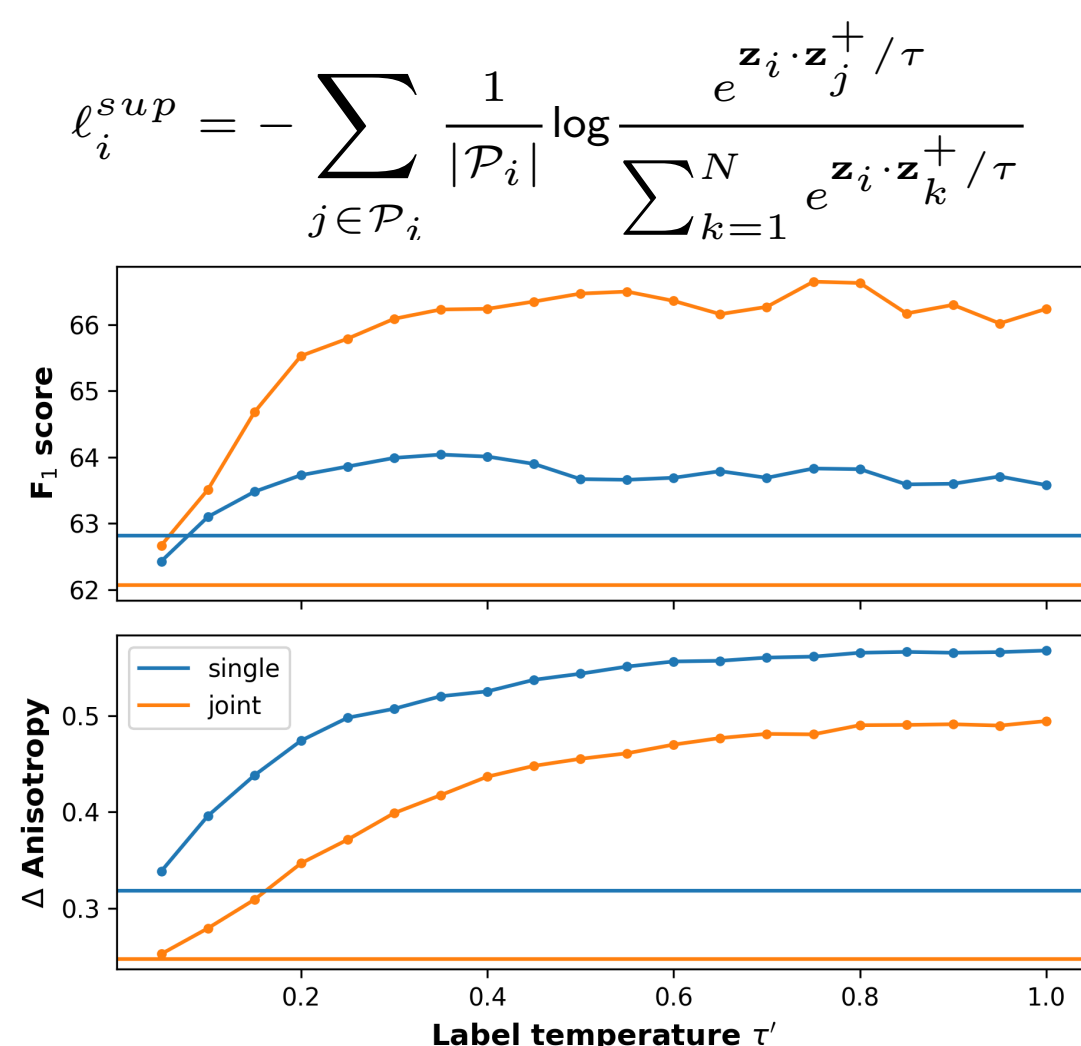 ℓ_i^{sup} = − ∑_{j∈𝒫_i} \frac{1}{|𝒫_i|} log \frac{e^{𝐳_i·𝐳_j^+/τ}}{∑_{k=1}^{N} e^{𝐳_i·𝐳_k^+/τ}}
66
65
64
63
62
F₁ score
single
joint
0.5
0.4
0.3
Δ Anisotropy
0.2 0.4 0.6 0.8 1.0
Label temperature τ′